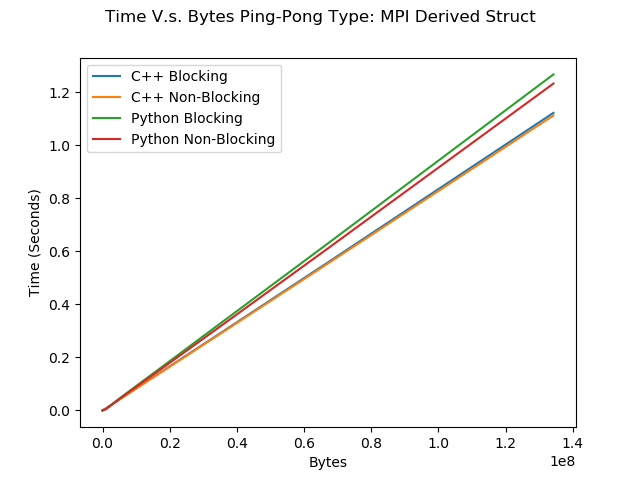 Time V.s. Bytes Ping-Pong Type: MPI Derived Struct
C++ Blocking
C++ Non-Blocking
Python Blocking
Python Non-Blocking
Time (Seconds)
1.2
1.0
0.8
0.6
0.4
0.2
0.0
0.0 0.2 0.4 0.6 0.8 1.0 1.2 1.4
1e8
Bytes